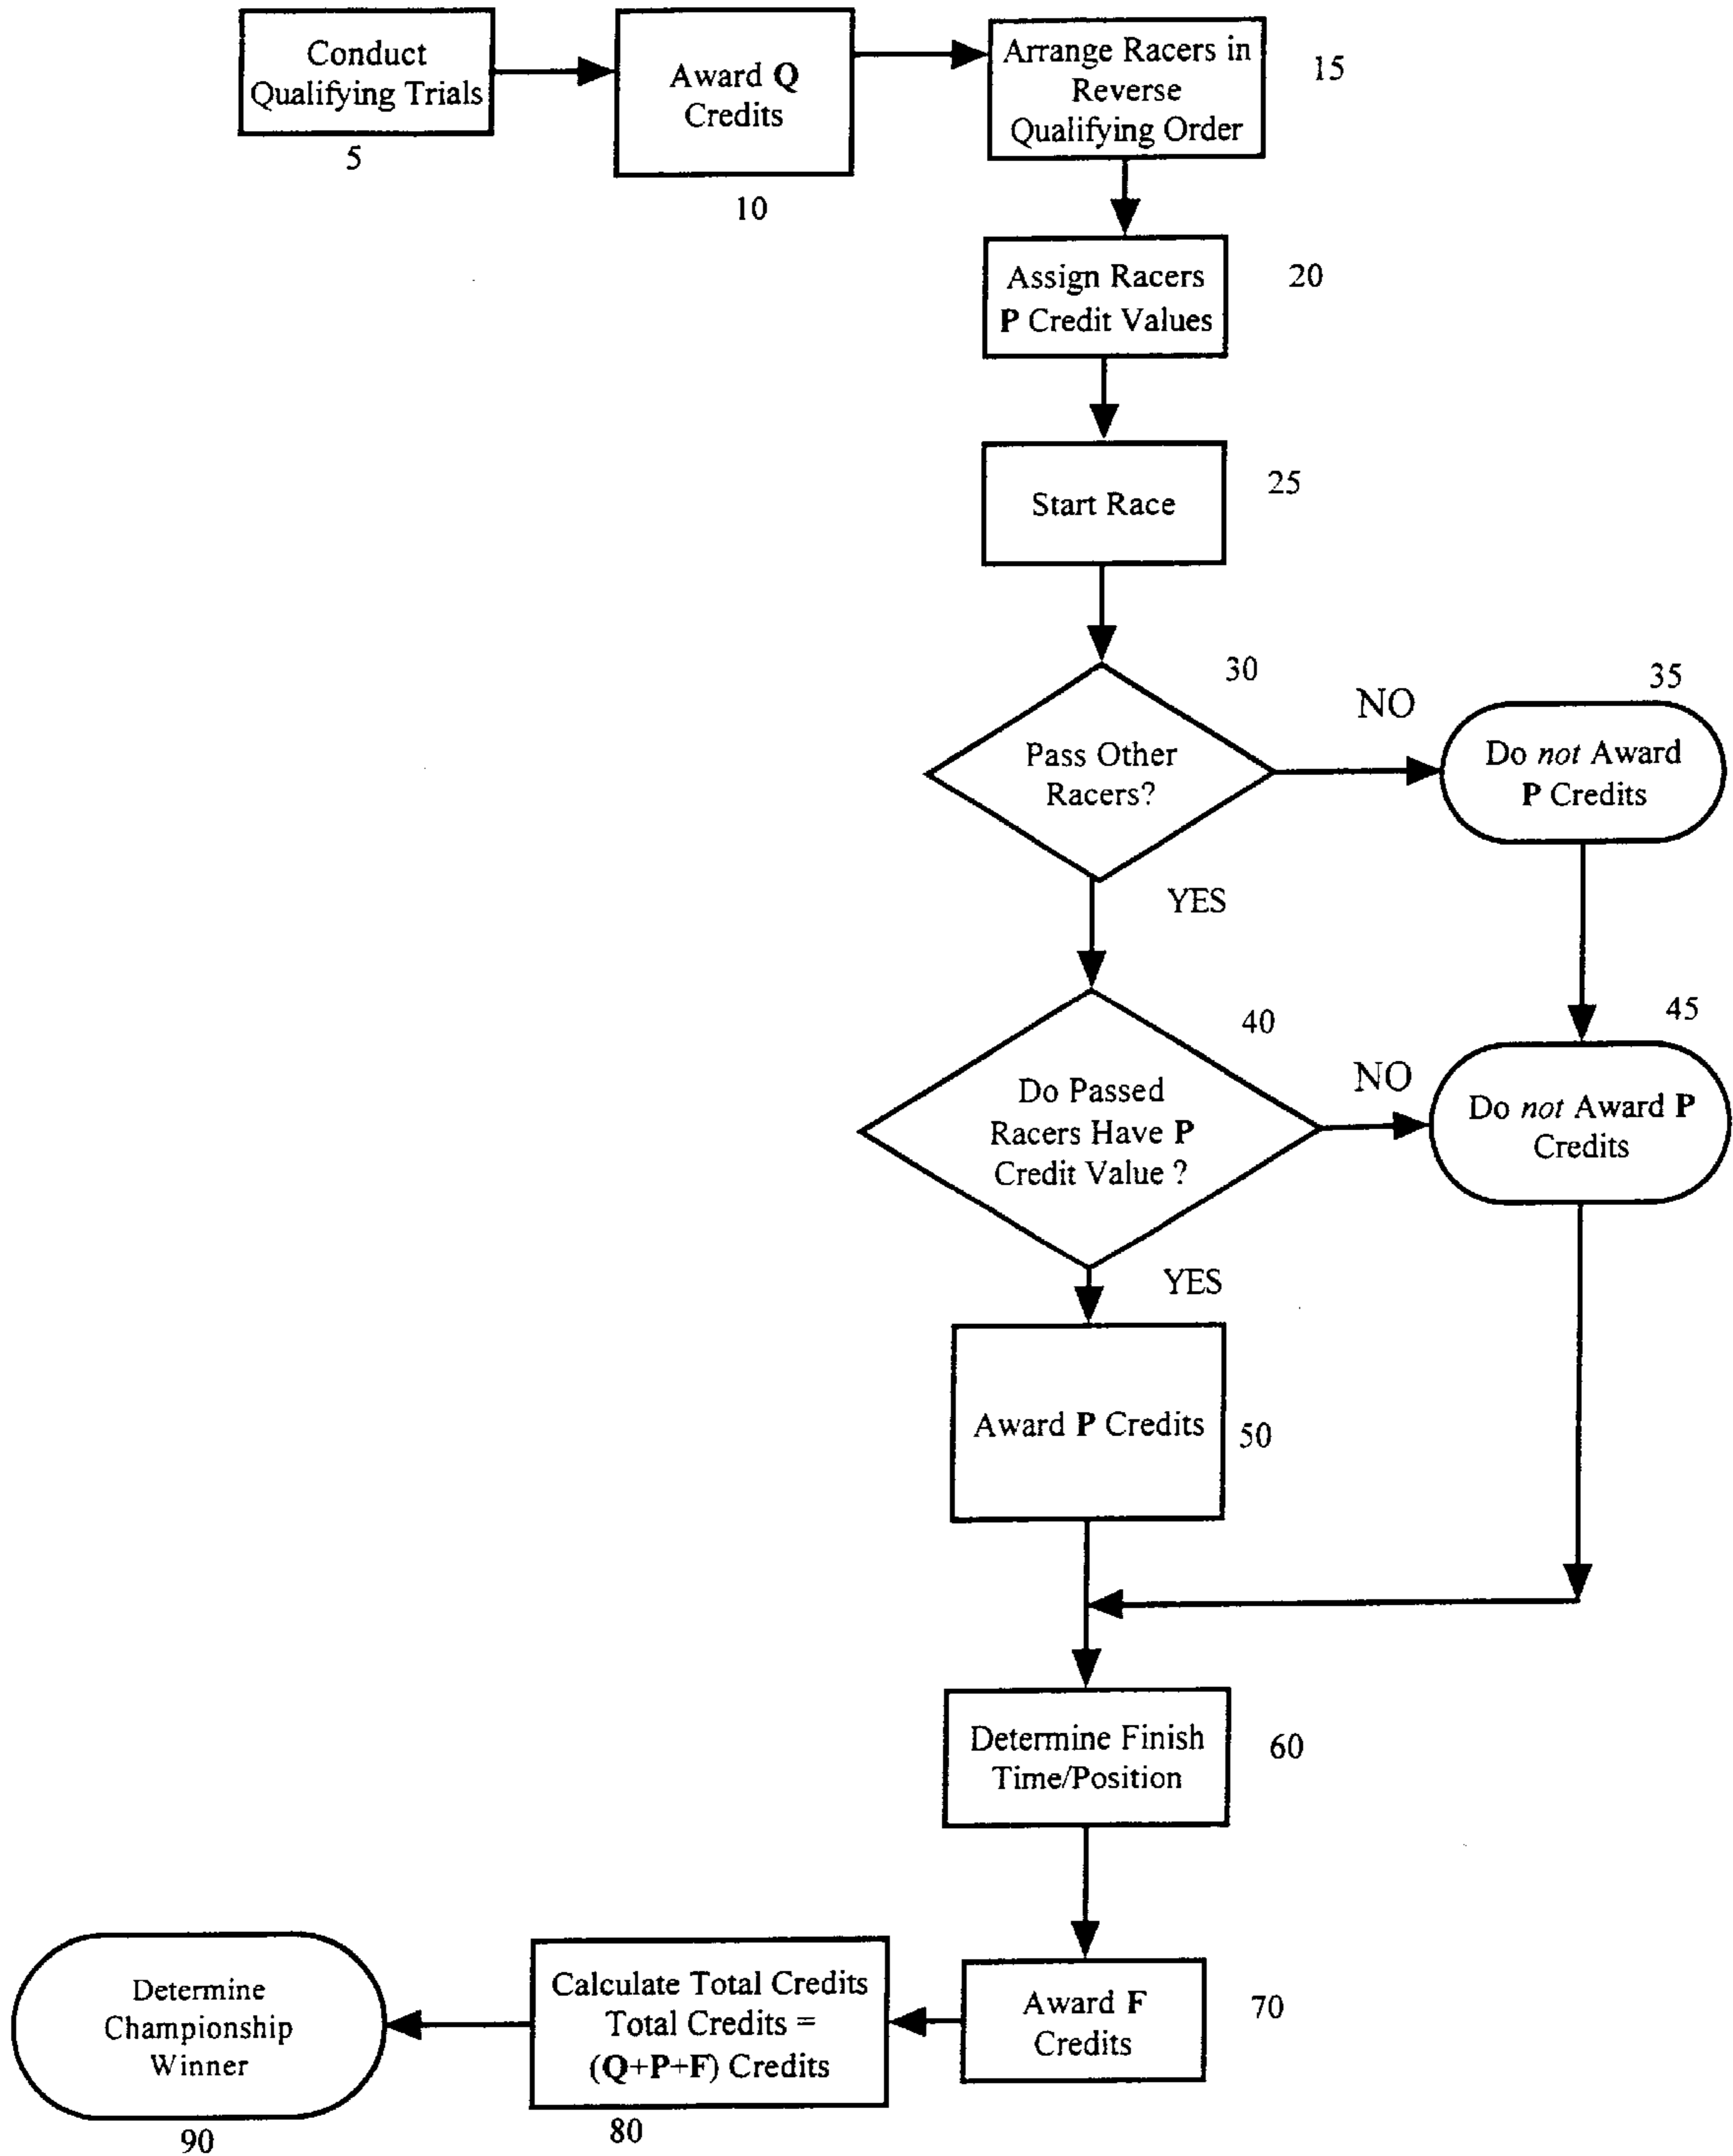 Conduct
Qualifying Trials
5
Award Q
Credits
10
Arrange Racers in
Reverse
Qualifying Order
15
Assign Racers
P Credit Values
20
Start Race
25
Pass Other
Racers?
30
NO
YES
Do not Award
P Credits
35
Do Passed
Racers Have P
Credit Value ?
40
NO
YES
Do not Award P
Credits
45
Award P Credits
50
Determine Finish
Time/Position
60
Award F
Credits
70
Calculate Total Credits
Total Credits =
(Q+P+F) Credits
80
Determine
Championship
Winner
90